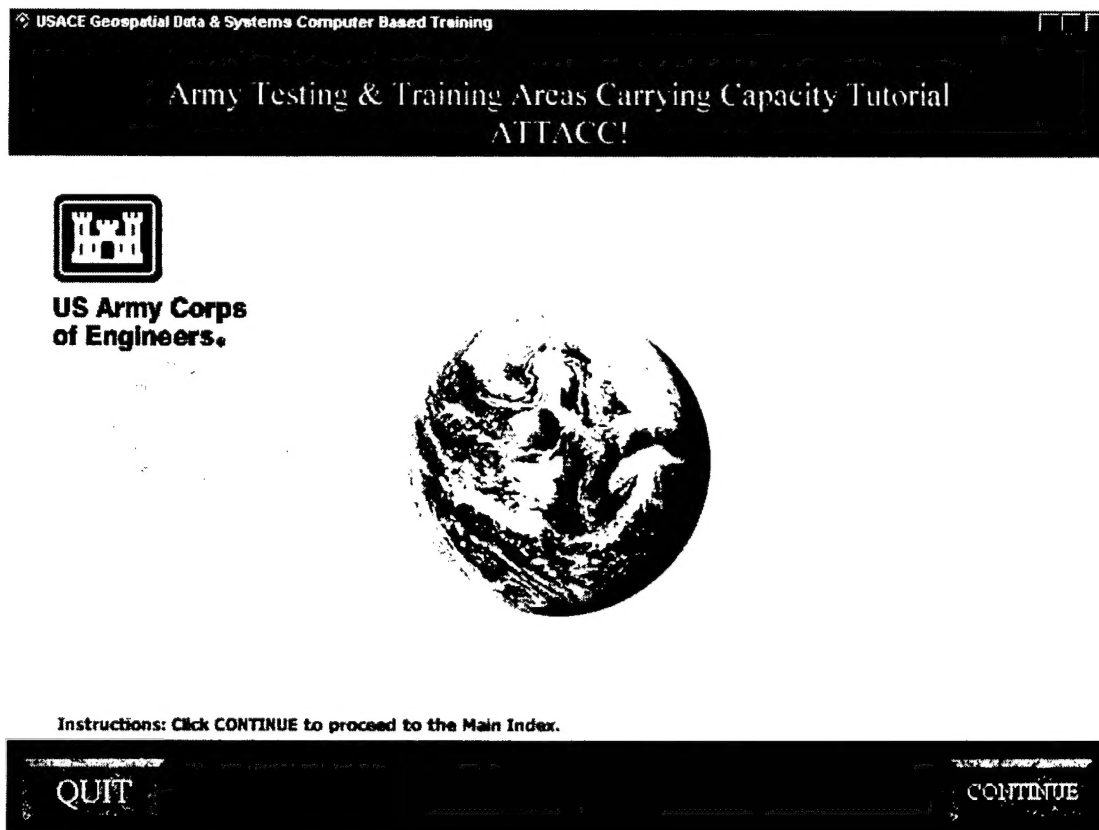 USACE Geospatial Data & Systems Computer Based Training
Army Testing & Training Areas Carrying Capacity Tutorial
ATTACC!
US Army Corps
of Engineers®
Instructions: Click CONTINUE to proceed to the Main Index.
QUIT
CONTINUE